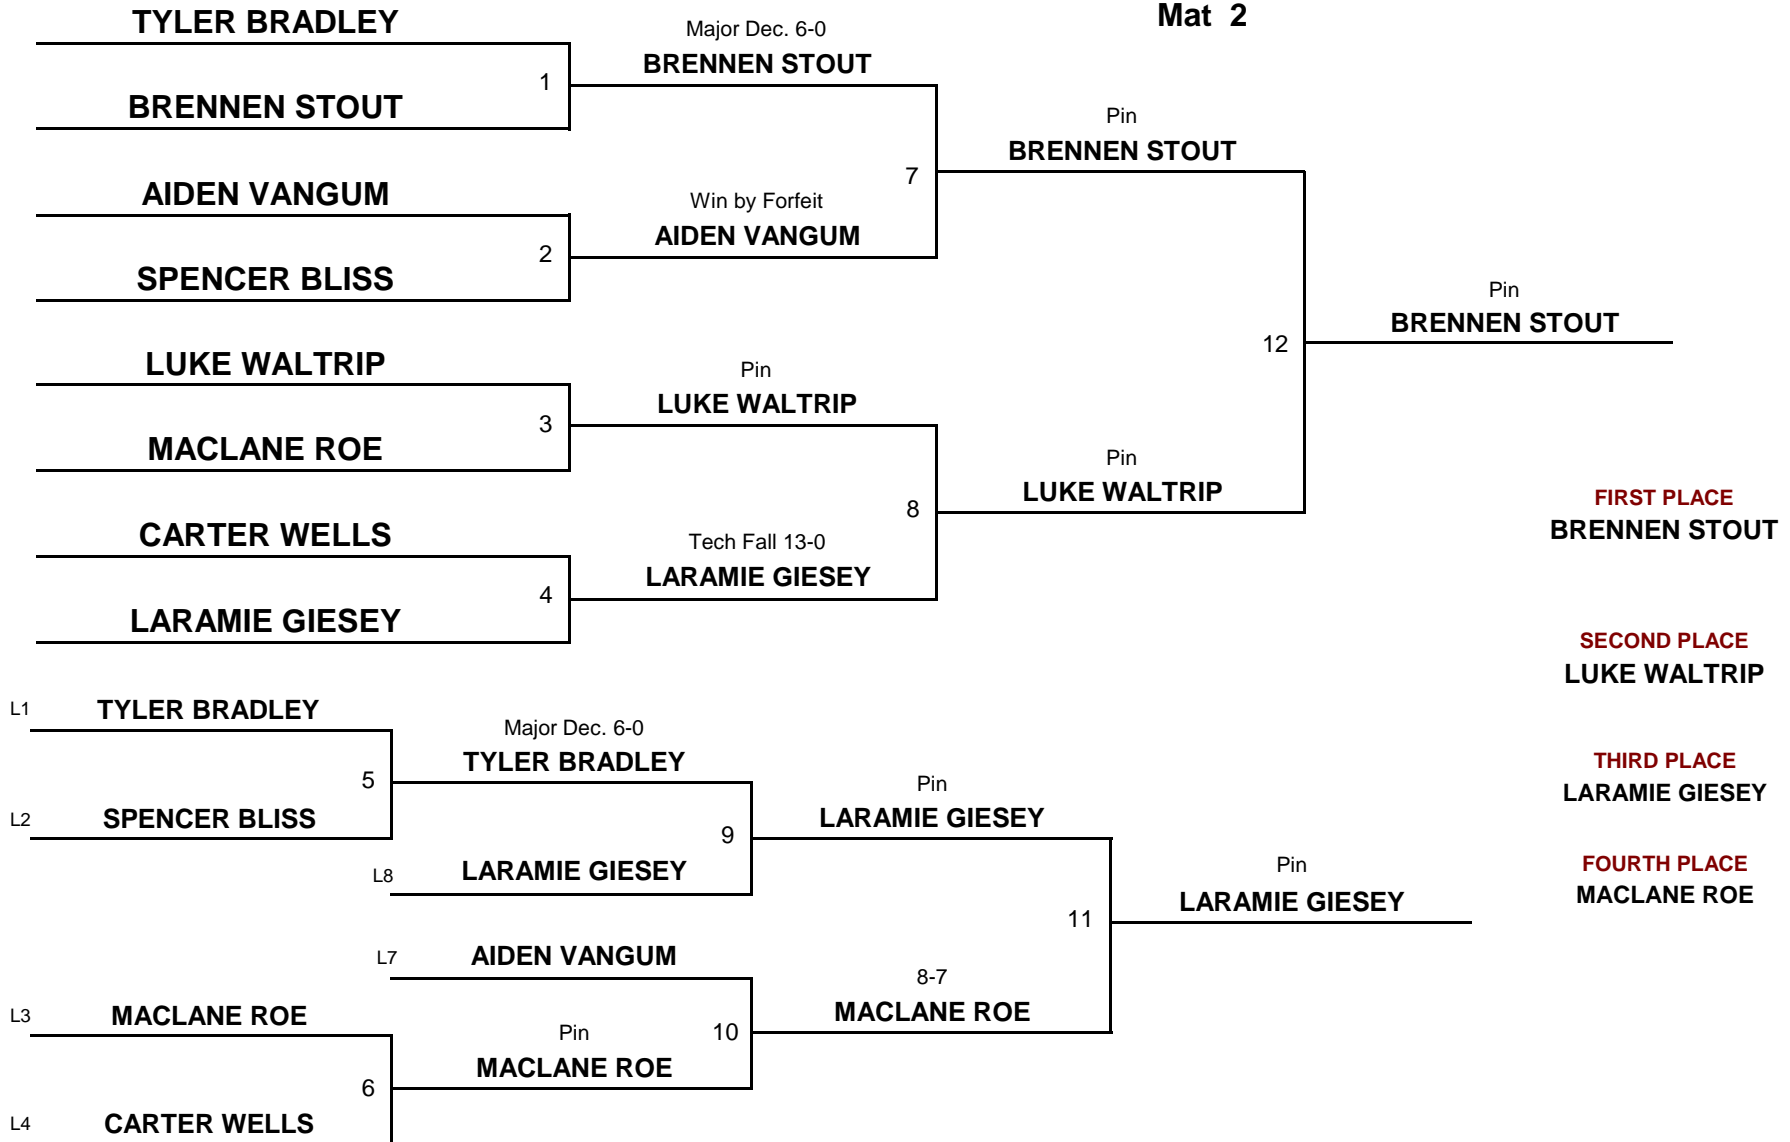 Mat 2
TYLER BRADLEY
1
BRENNEN STOUT
Major Dec. 6-0
BRENNEN STOUT
AIDEN VANGUM
2
SPENCER BLISS
Win by Forfeit
AIDEN VANGUM
7
Pin
BRENNEN STOUT
LUKE WALTRIP
3
MACLANE ROE
Pin
LUKE WALTRIP
CARTER WELLS
4
LARAMIE GIESEY
Tech Fall 13-0
LARAMIE GIESEY
8
Pin
LUKE WALTRIP
12
Pin
BRENNEN STOUT
FIRST PLACE
BRENNEN STOUT
SECOND PLACE
LUKE WALTRIP
THIRD PLACE
LARAMIE GIESEY
FOURTH PLACE
MACLANE ROE
L1 TYLER BRADLEY
5
L2 SPENCER BLISS
Major Dec. 6-0
TYLER BRADLEY
9
L8 LARAMIE GIESEY
Pin
LARAMIE GIESEY
L7 AIDEN VANGUM
10
L3 MACLANE ROE
6
L4 CARTER WELLS
Pin
MACLANE ROE
8-7
MACLANE ROE
11
Pin
LARAMIE GIESEY